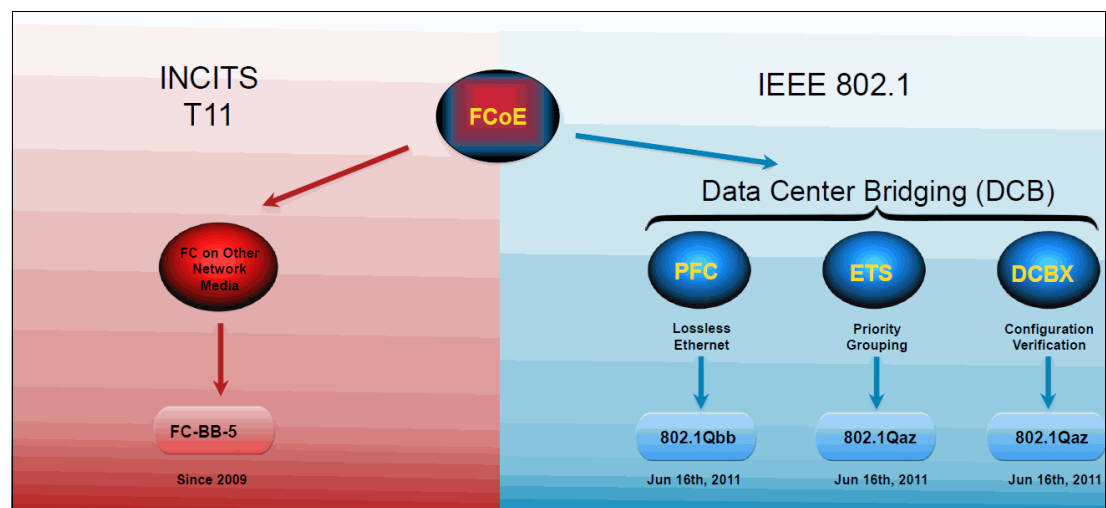 INCITS
T11
FCoE
IEEE 802.1
Data Center Bridging (DCB)
FC on Other
Network
Media
PFC
ETS
DCBX
Lossless
Ethernet
Priority
Grouping
Configuration
Verification
FC-BB-5
802.1Qbb
802.1Qaz
802.1Qaz
Since 2009
Jun 16th, 2011
Jun 16th, 2011
Jun 16th, 2011